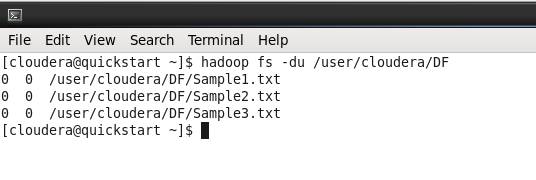 File Edit View Search Terminal Help
[cloudera@quickstart ~]$ hadoop fs -du /user/cloudera/DF
0  0  /user/cloudera/DF/Sample1.txt
0  0  /user/cloudera/DF/Sample2.txt
0  0  /user/cloudera/DF/Sample3.txt
[cloudera@quickstart ~]$